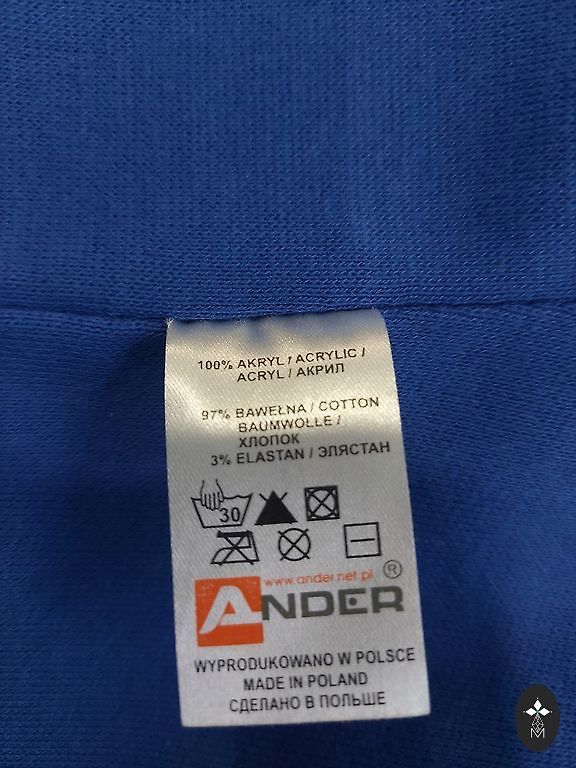 100% AKRYL / ACRYLIC /
ACRYL / АКРИЛ
97% BAWEŁNA / COTTON
BAUMWOLLE /
ХЛОПОК
3% ELASTAN / ЭЛЯСТАН
30
www.ander.net.pl ®
ANDER
WYPRODUKOWANO W POLSCE
MADE IN POLAND
СДЕЛАНО В ПОЛЬШЕ
M